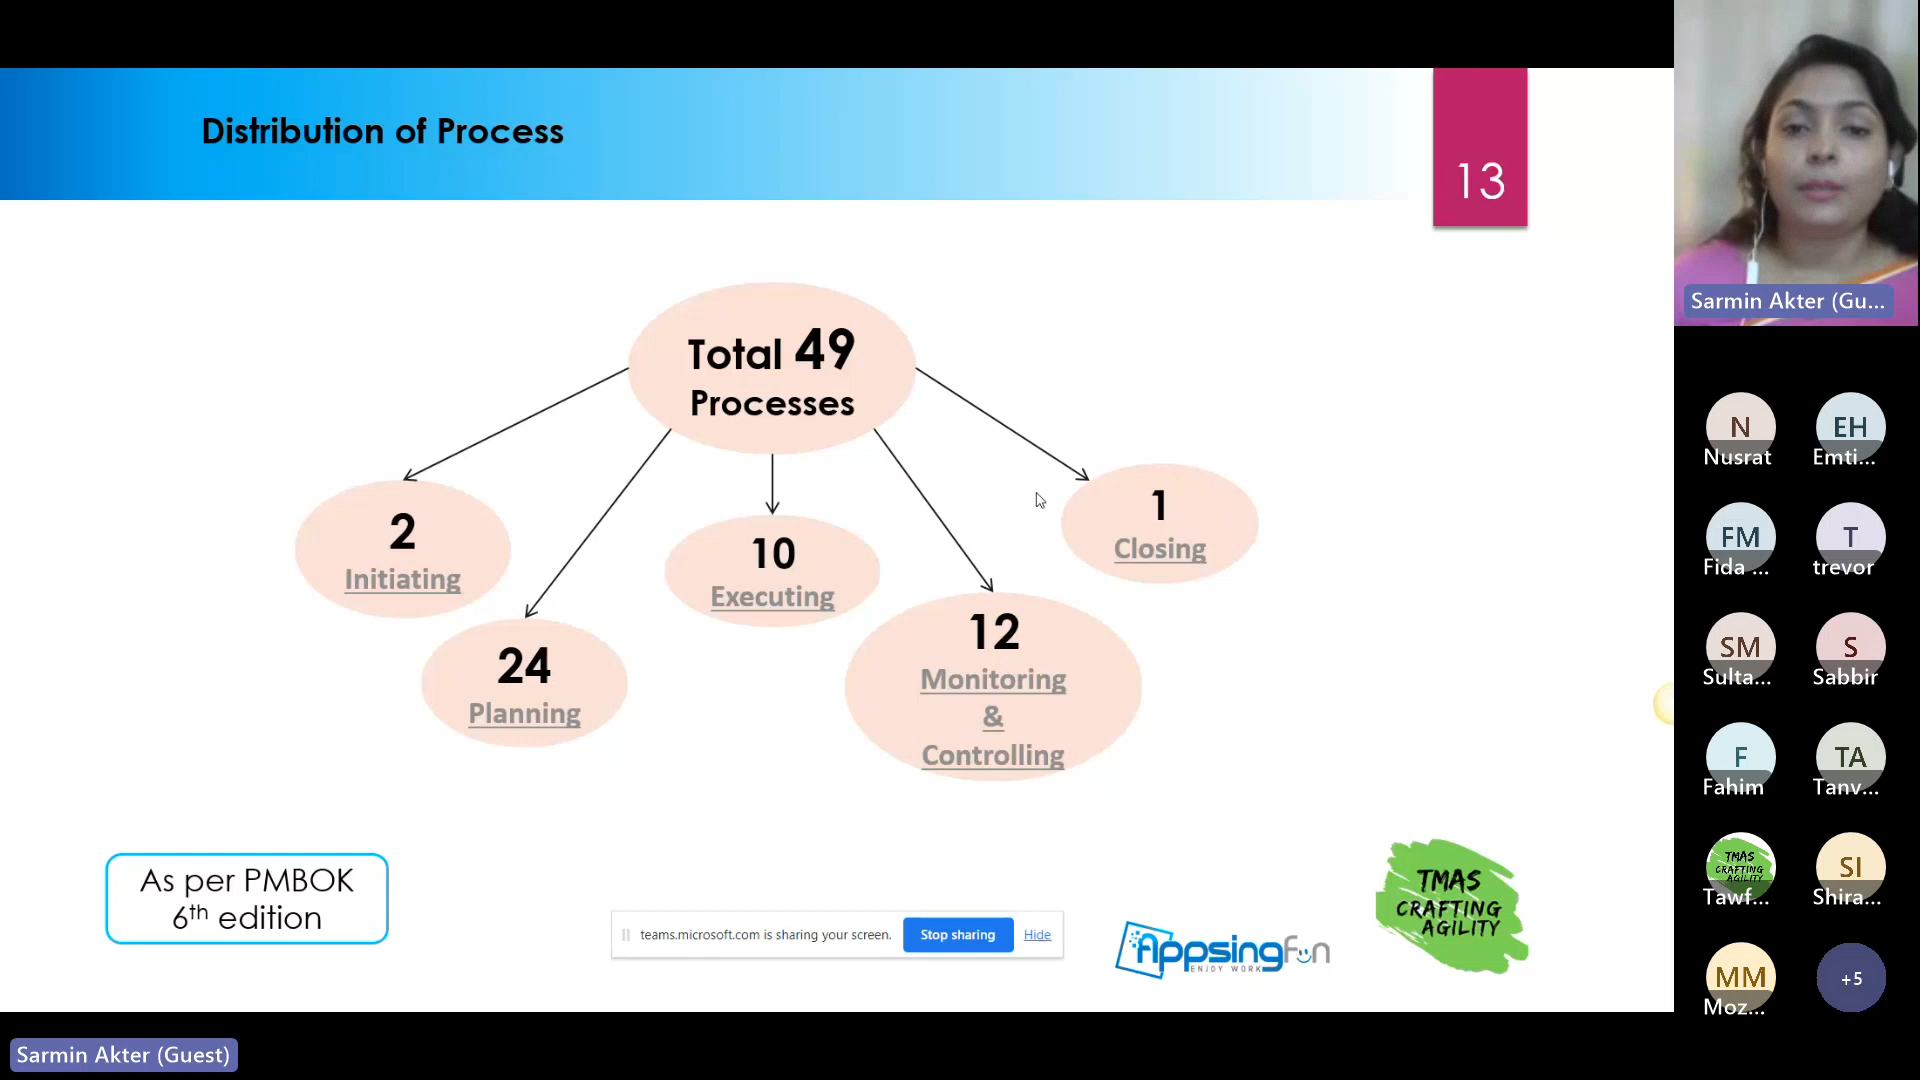 Distribution of Process
13
Total 49
Processes
2
Initiating
24
Planning
10
Executing
12
Monitoring
&
Controlling
1
Closing
As per PMBOK
6th edition
teams.microsoft.com is sharing your screen.
Stop sharing
Hide
AppsingFun
ENJOY WORK
TMAS
CRAFTING
AGILITY
Sarmin Akter (Gu...
N
Nusrat
EH
Emti...
FM
Fida ...
T
trevor
SM
Sulta...
S
Sabbir
F
Fahim
TA
Tanv...
TMAS
CRAFTING
AGILITY
Tawf...
SI
Shira...
MM
Moz...
+5
Sarmin Akter (Guest)